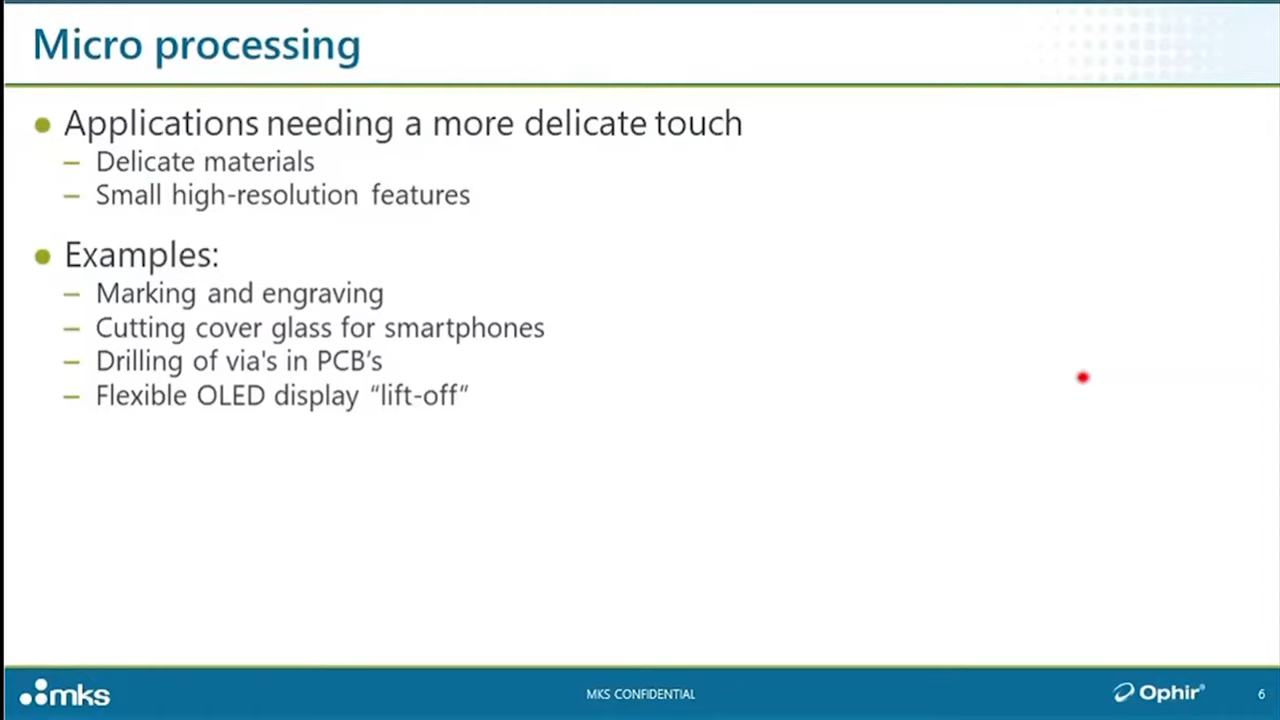 Micro processing
Applications needing a more delicate touch
– Delicate materials
– Small high-resolution features
Examples:
– Marking and engraving
– Cutting cover glass for smartphones
– Drilling of via's in PCB’s
– Flexible OLED display “lift-off”
mks
MKS CONFIDENTIAL
Ophir®
6